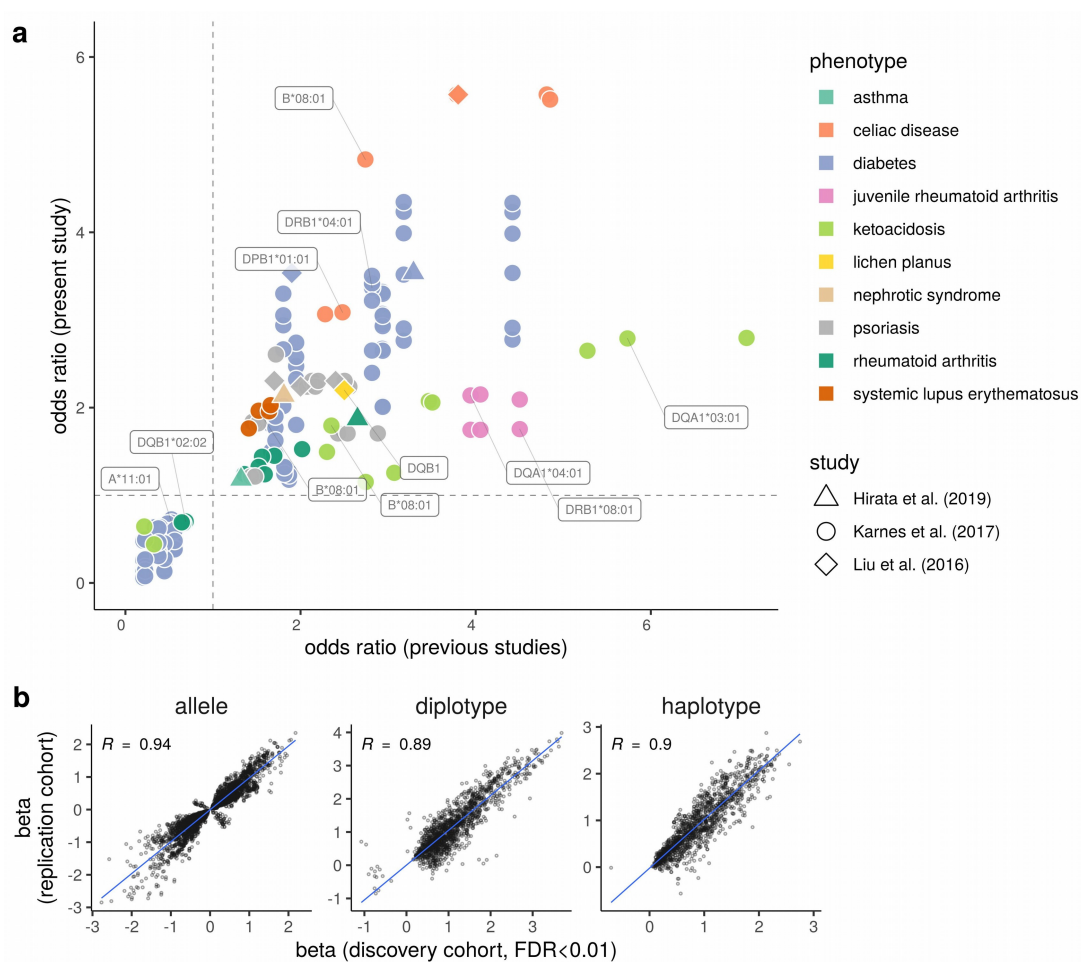 a
6
4
2
0
odds ratio (present study)
B*08:01
DRB1*04:01
DPB1*01:01
DQB1*02:02
A*11:01
B*08:01
B*08:01
DQB1
DQA1*04:01
DRB1*08:01
DQA1*03:01
0
2
4
6
odds ratio (previous studies)
phenotype
asthma
celiac disease
diabetes
juvenile rheumatoid arthritis
ketoacidosis
lichen planus
nephrotic syndrome
psoriasis
rheumatoid arthritis
systemic lupus erythematosus
study
Hirata et al. (2019)
Karnes et al. (2017)
Liu et al. (2016)
b
allele
diplotype
haplotype
beta
(replication cohort)
R = 0.94
2
1
0
-1
-2
-3
-3
-2
-1
0
1
2
R = 0.89
4
3
2
1
0
-1
-1
0
1
2
3
R = 0.9
3
2
1
0
0
1
2
3
beta (discovery cohort, FDR<0.01)